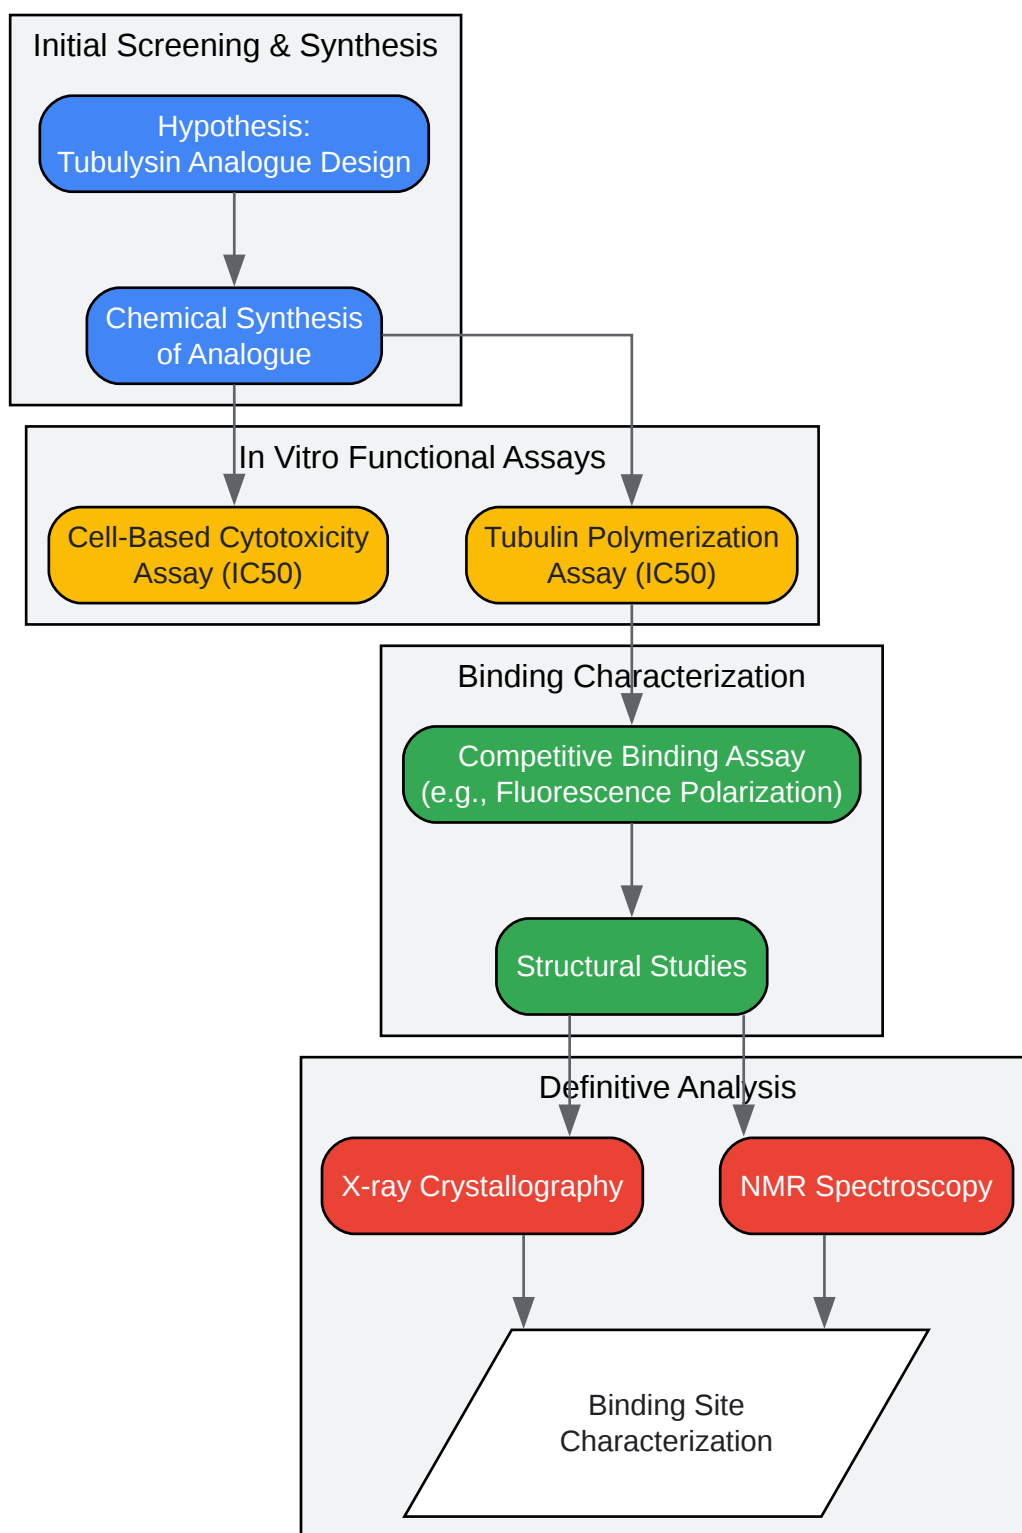 Initial Screening & Synthesis
Hypothesis:
Tubulysin Analogue Design
Chemical Synthesis
of Analogue
In Vitro Functional Assays
Cell-Based Cytotoxicity
Assay (IC50)
Tubulin Polymerization
Assay (IC50)
Binding Characterization
Competitive Binding Assay
(e.g., Fluorescence Polarization)
Structural Studies
Definitive Analysis
X-ray Crystallography
NMR Spectroscopy
Binding Site
Characterization